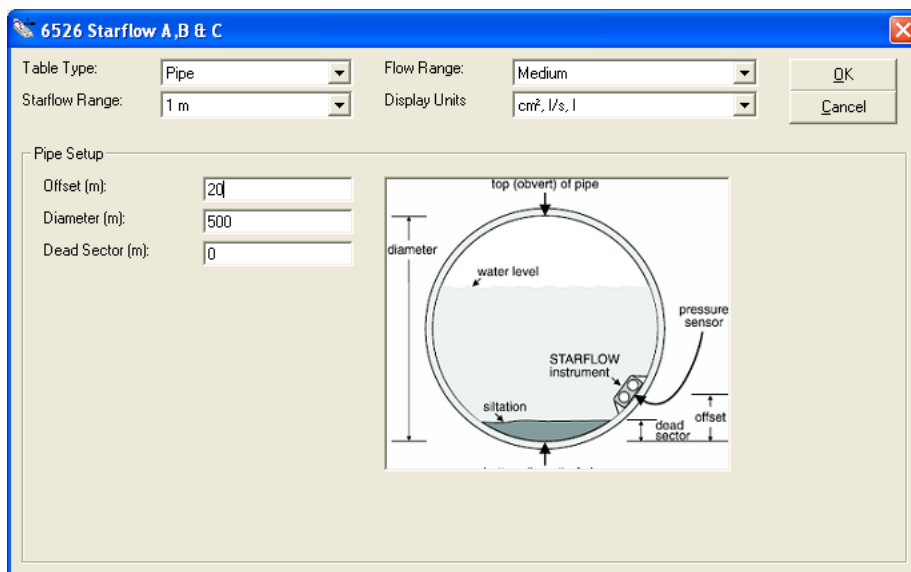 6526 Starflow A,B & C
Table Type: Pipe Flow Range: Medium OK
Starflow Range: 1 m Display Units cm², l/s, l Cancel
Pipe Setup
Offset (m): 20
Diameter (m): 500
Dead Sector (m): 0
top (obvert) of pipe
diameter
water level
pressure
sensor
STARFLOW
instrument
siltation
offset
dead
sector